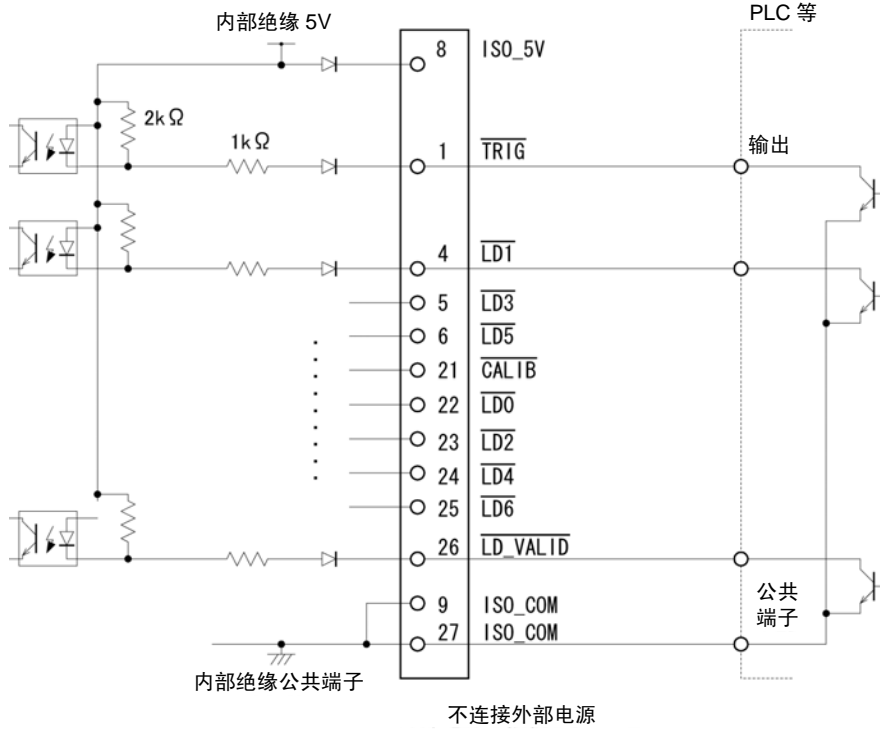 内部绝缘 5V
PLC 等
8 ISO_5V
2kΩ
1kΩ
1 TRIG
输出
4 LD1
5 LD3
6 LD5
21 CALIB
22 LD0
23 LD2
24 LD4
25 LD6
26 LD_VALID
公共
端子
9 ISO_COM
27 ISO_COM
内部绝缘公共端子
不连接外部电源